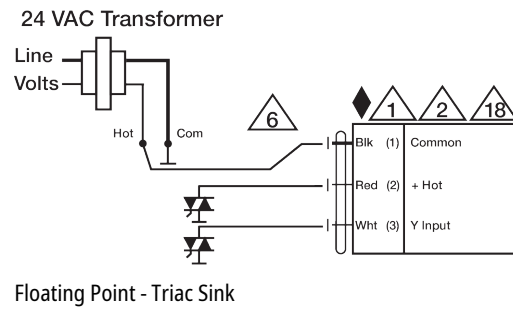 24 VAC Transformer
Line
Volts
Hot
Com
6
1
2
18
Blk (1) Common
Red (2) + Hot
Wht (3) Y Input
Floating Point - Triac Sink